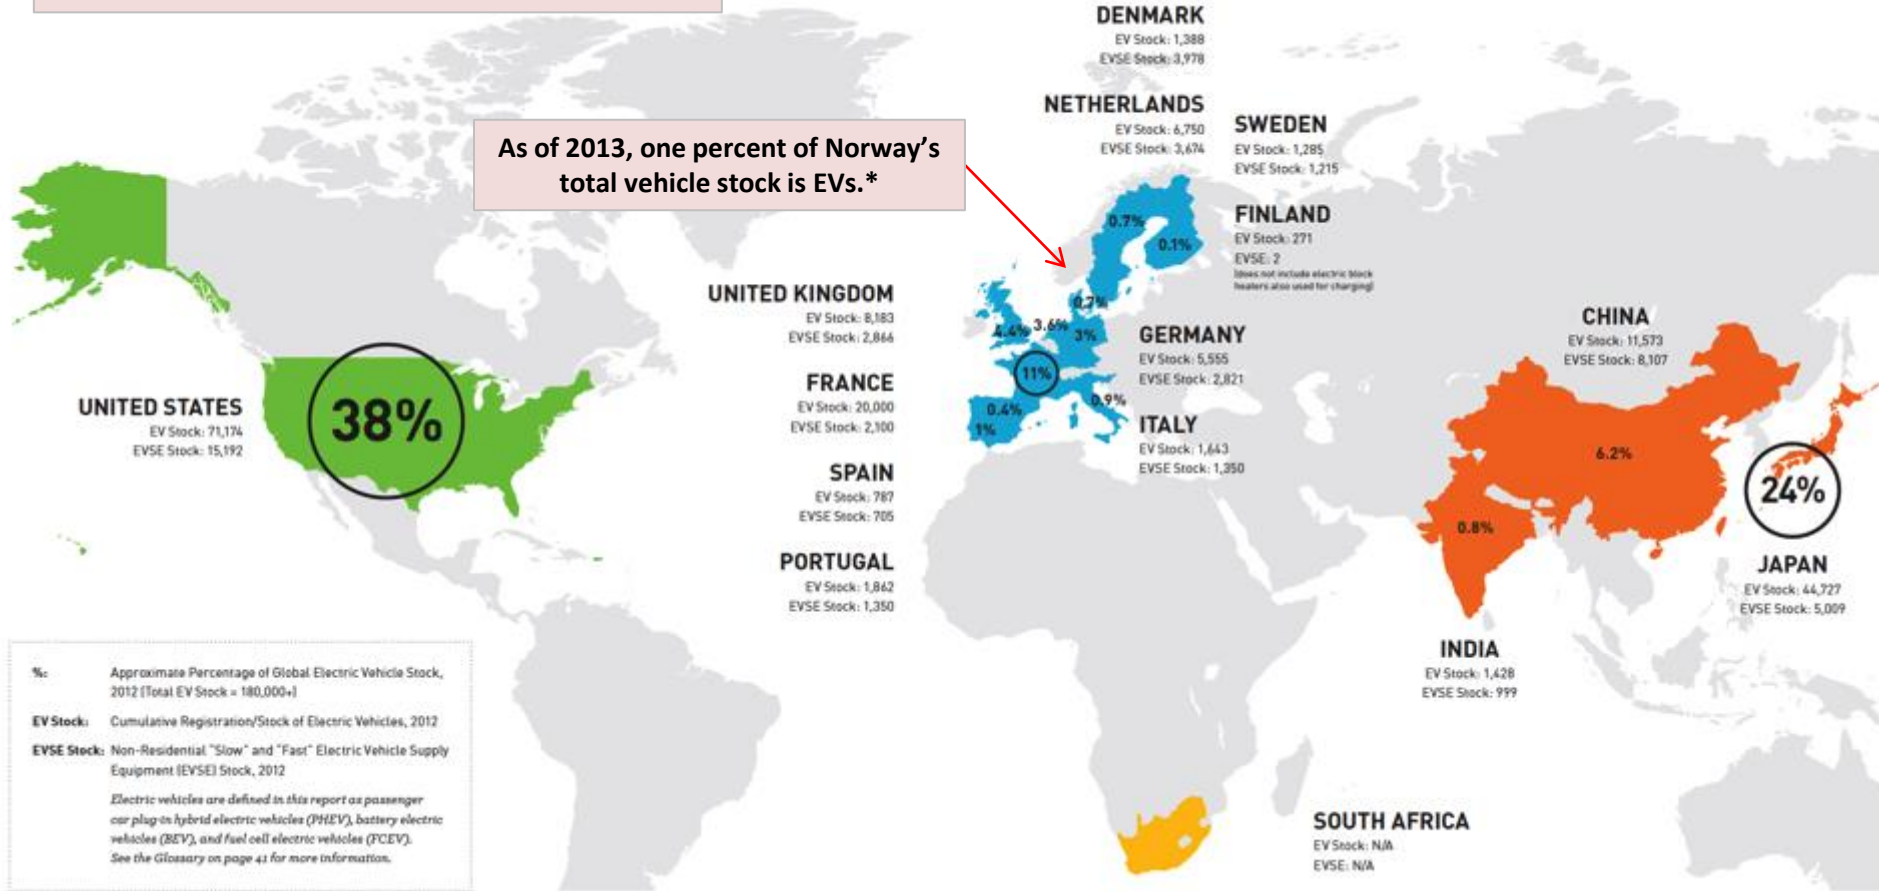 DENMARK
EV Stock: 1,388
EVSE Stock: 3,978
NETHERLANDS
EV Stock: 6,750
EVSE Stock: 3,674
SWEDEN
EV Stock: 1,285
EVSE Stock: 1,215
As of 2013, one percent of Norway's
total vehicle stock is EVs.*
FINLAND
EV Stock: 271
EVSE: 2
(does not include electric block
heaters also used for charging)
0.7%
0.1%
UNITED KINGDOM
EV Stock: 8,183
EVSE Stock: 2,866
0.7%
4.4%
3.6%
3%
GERMANY
EV Stock: 5,555
EVSE Stock: 2,821
CHINA
EV Stock: 11,573
EVSE Stock: 8,107
FRANCE
EV Stock: 20,000
EVSE Stock: 2,100
11%
0.9%
0.4%
1%
UNITED STATES
EV Stock: 71,174
EVSE Stock: 15,192
38%
ITALY
EV Stock: 1,643
EVSE Stock: 1,350
6.2%
24%
0.8%
SPAIN
EV Stock: 787
EVSE Stock: 705
PORTUGAL
EV Stock: 1,862
EVSE Stock: 1,350
JAPAN
EV Stock: 44,727
EVSE Stock: 5,009
INDIA
EV Stock: 1,428
EVSE Stock: 999
%: Approximate Percentage of Global Electric Vehicle Stock,
2012 (Total EV Stock = 180,000+)
EV Stock: Cumulative Registration/Stock of Electric Vehicles, 2012
EVSE Stock: Non-Residential "Slow" and "Fast" Electric Vehicle Supply
Equipment (EVSE) Stock, 2012
Electric vehicles are defined in this report as passenger
car plug-in hybrid electric vehicles (PHEV), battery electric
vehicles (BEV), and fuel cell electric vehicles (FCEV).
See the Glossary on page 41 for more information.
SOUTH AFRICA
EV Stock: N/A
EVSE: N/A